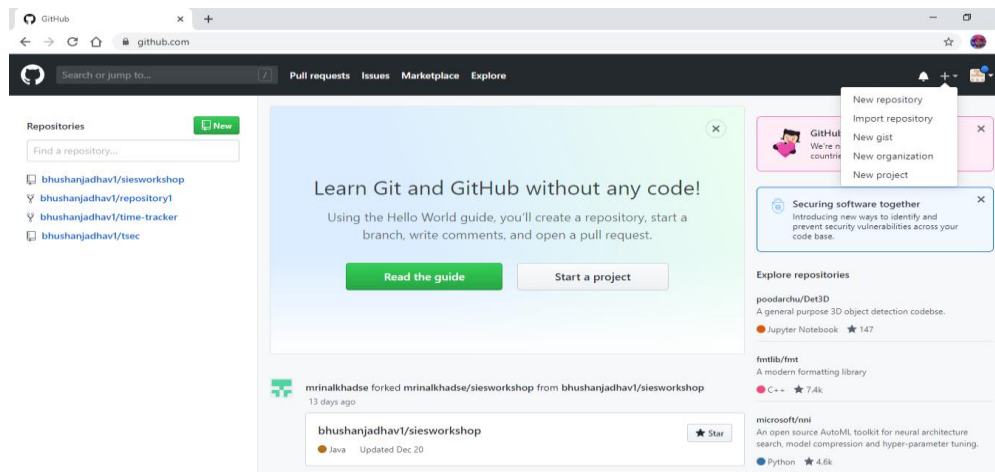 GitHub
github.com
Search or jump to...
/
Pull requests Issues Marketplace Explore
New repository
Import repository
New gist
New organization
New project
Repositories
New
Find a repository...
bhushanjadhav1/siesworkshop
bhushanjadhav1/repository1
bhushanjadhav1/time-tracker
bhushanjadhav1/tsec
Learn Git and GitHub without any code!
Using the Hello World guide, you'll create a repository, start a
branch, write comments, and open a pull request.
Read the guide
Start a project
mrinalkhadse forked mrinalkhadse/siesworkshop from bhushanjadhav1/siesworkshop
13 days ago
bhushanjadhav1/siesworkshop
Star
Java Updated Dec 20
We're
Securing software together
Introducing new ways to identify and
prevent security vulnerabilities across your
code base.
Explore repositories
poodarchu/Det3D
A general purpose 3D object detection codebse.
Jupyter Notebook 147
fmtlib/fmt
A modern formatting library
C++ 7.4k
microsoft/nni
An open source AutoML toolkit for neural architecture
search, model compression and hyper-parameter tuning.
Python 4.6k